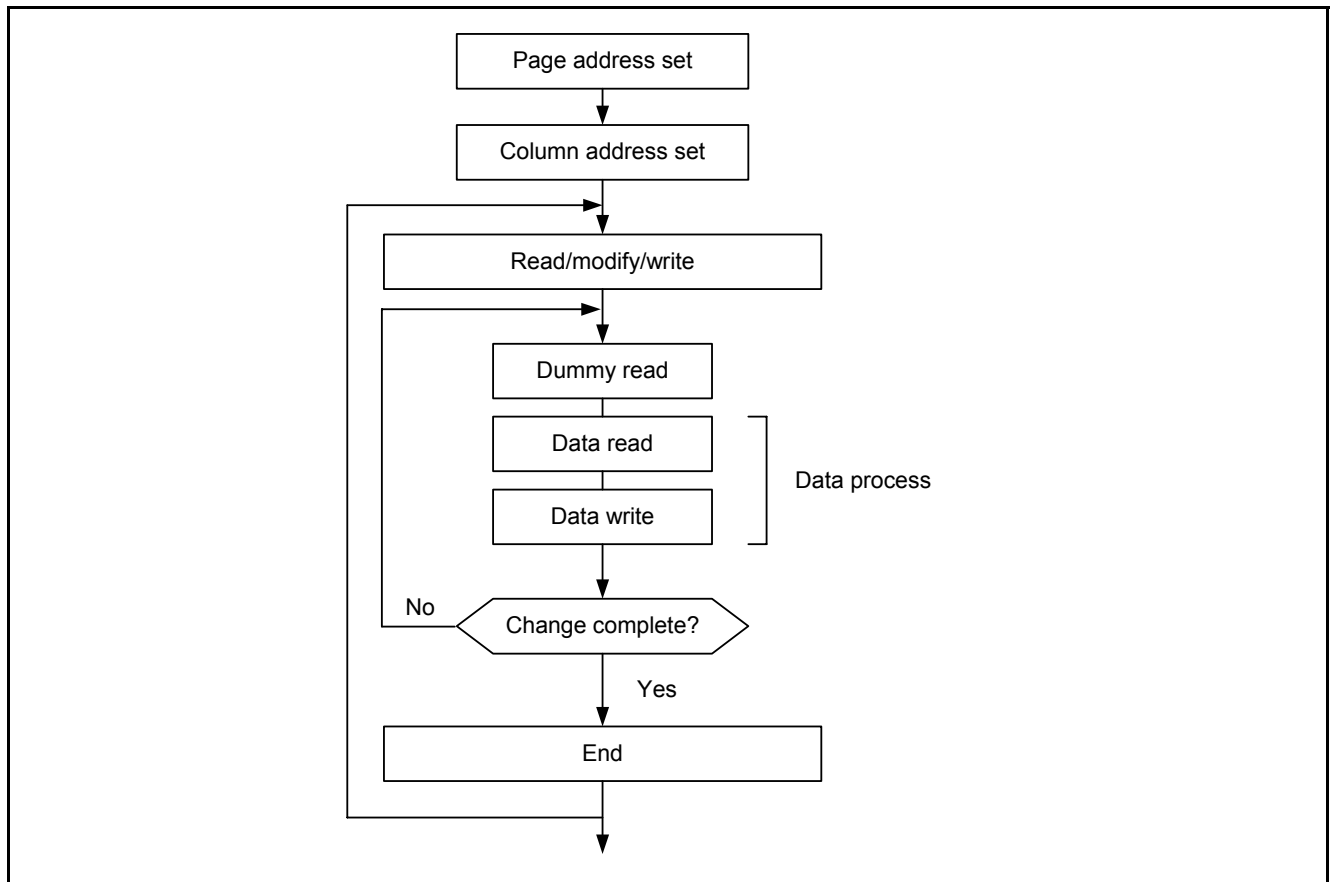 Page address set
Column address set
Read/modify/write
Dummy read
Data read
Data process
Data write
No
Change complete?
Yes
End